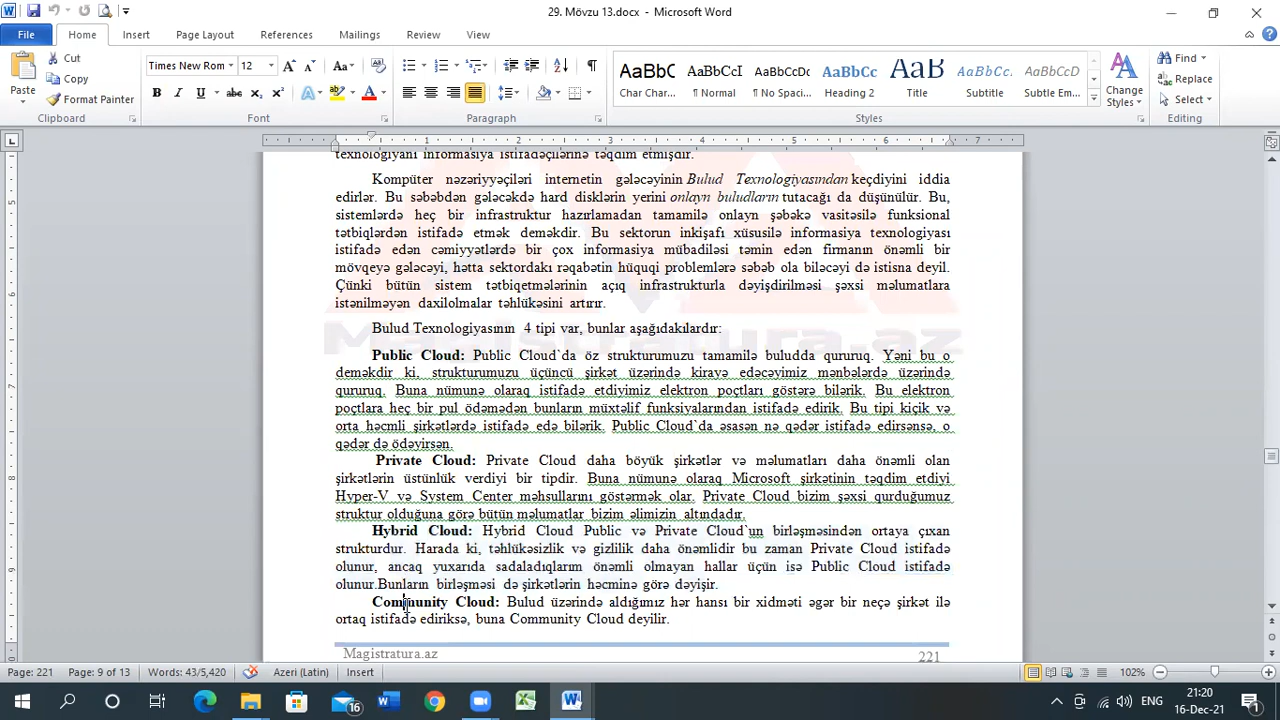 29. Mövzu 13.docx - Microsoft Word
File
Home
Insert
Page Layout
References
Mailings
Review
View
Paste
Cut
Copy
Format Painter
Clipboard
Times New Rom
12
Font
Paragraph
AaBbC
Char Char...
AaBbCcI
¶ Normal
AaBbCcDc
¶ No Spaci...
AaBbCc
Heading 2
AaB
Title
AaBbCc.
Subtitle
AaBbCcD
Subtle Em...
Change
Styles
Styles
Find
Replace
Select
Editing
texnologiyanı informasiya istifadəçilərinə təqdim etmişdir.
Kompüter nəzəriyyəçiləri internetin gələcəyinin Bulud Texnologiyasından keçdiyini iddia
edirlər. Bu səbəbdən gələcəkdə hard disklərin yerini onlayn buludların tutacağı da düşünülür. Bu,
sistemlərdə heç bir infrastruktur hazırlamadan tamamilə onlayn şəbəkə vasitəsilə funksional
tətbiqlərdən istifadə etmək deməkdir. Bu sektorun inkişafı xüsusilə informasiya texnologiyası
istifadə edən cəmiyyətlərdə bir çox informasiya mübadiləsi təmin edən firmanın önəmli bir
mövqeyə gələcəyi, hətta sektordakı rəqabətin hüquqi problemlərə səbəb ola biləcəyi də istisna deyil.
Çünki bütün sistem tətbiqetmələrinin açıq infrastrukturla dəyişdirilməsi şəxsi məlumatlara
istənilməyən daxilolmalar təhlükəsini artırır.
Bulud Texnologiyasının 4 tipi var, bunlar aşağıdakılardır:
Public Cloud: Public Cloud`da öz strukturumuzu tamamilə buludda qururuq. Yəni bu o
deməkdir ki, strukturumuzu üçüncü şirkət üzərində kirayə edəcəyimiz mənbələrdə üzərində
qururuq. Buna nümunə olaraq istifadə etdiyimiz elektron poçtları göstərə bilərik. Bu elektron
poçtlara heç bir pul ödəmədən bunların müxtəlif funksiyalarından istifadə edirik. Bu tipi kiçik və
orta həcmli şirkətlərdə istifadə edə bilərik. Public Cloud`da əsasən nə qədər istifadə edirsənsə, o
qədər də ödəyirsən.
Private Cloud: Private Cloud daha böyük şirkətlər və məlumatları daha önəmli olan
şirkətlərin üstünlük verdiyi bir tipdir. Buna nümunə olaraq Microsoft şirkətinin təqdim etdiyi
Hyper-V və System Center məhsullarını göstərmək olar. Private Cloud bizim şəxsi qurduğumuz
struktur olduğuna görə bütün məlumatlar bizim əlimizin altındadır.
Hybrid Cloud: Hybrid Cloud Public və Private Cloud`un birləşməsindən ortaya çıxan
strukturdur. Harada ki, təhlükəsizlik və gizlilik daha önəmlidir bu zaman Private Cloud istifadə
olunur, ancaq yuxarıda sadaladıqlarım önəmli olmayan hallar üçün isə Public Cloud istifadə
olunur.Bunların birləşməsi də şirkətlərin həcminə görə dəyişir.
Community Cloud: Bulud üzərində aldığımız hər hansı bir xidməti əgər bir neçə şirkət ilə
ortaq istifadə ediriksə, buna Community Cloud deyilir.
Magistratura.az
Magistratura.az
221
Page: 221
Page: 9 of 13
Words: 43/5,420
Azeri (Latin)
Insert
102%
16
ENG
21:20
16-Dec-21
1